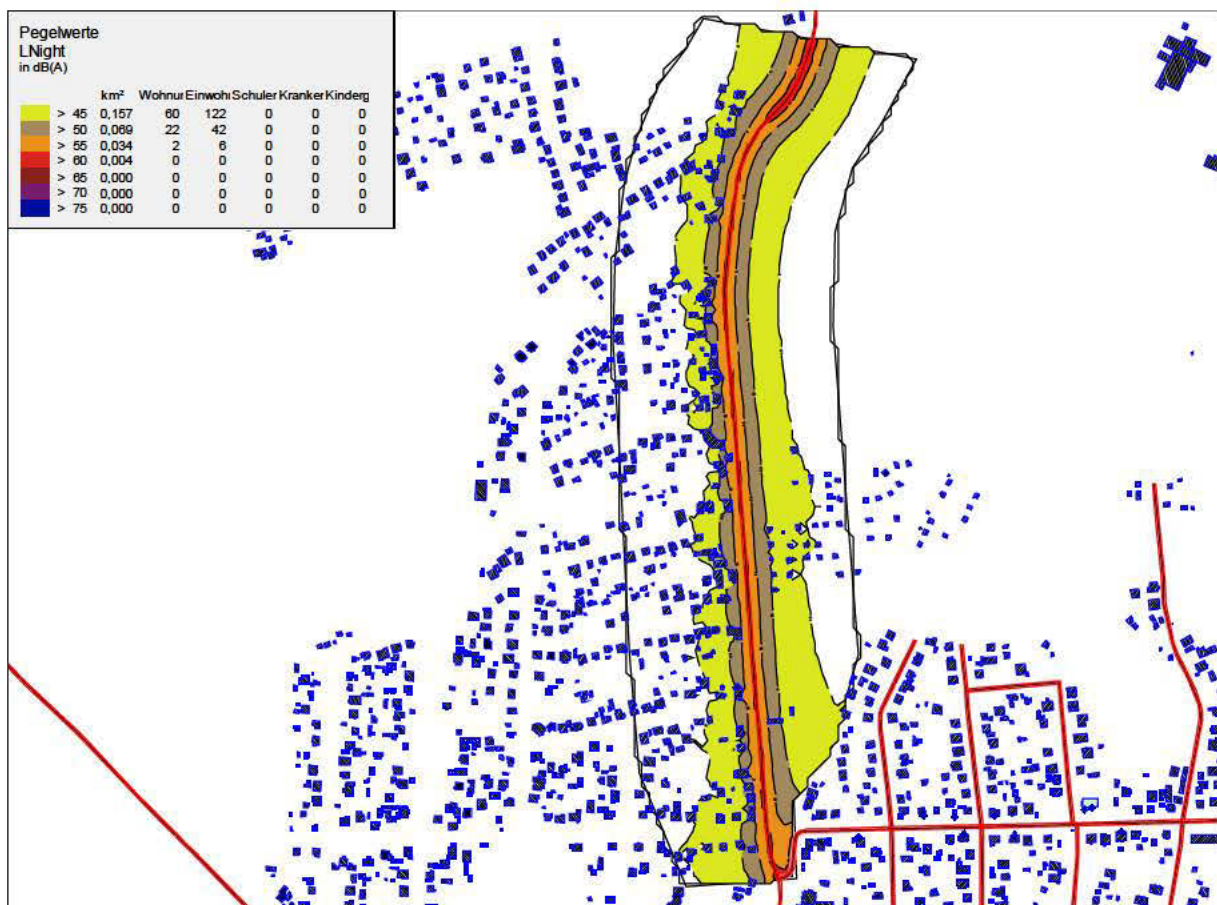 Pegelwerte
LNight
in dB(A)
km² Wohnur Einwohr Schuler Kranker Kinderg
> 45 0,157 60 122 0 0 0
> 50 0,069 22 42 0 0 0
> 55 0,034 2 6 0 0 0
> 60 0,004 0 0 0 0 0
> 65 0,000 0 0 0 0 0
> 70 0,000 0 0 0 0 0
> 75 0,000 0 0 0 0 0